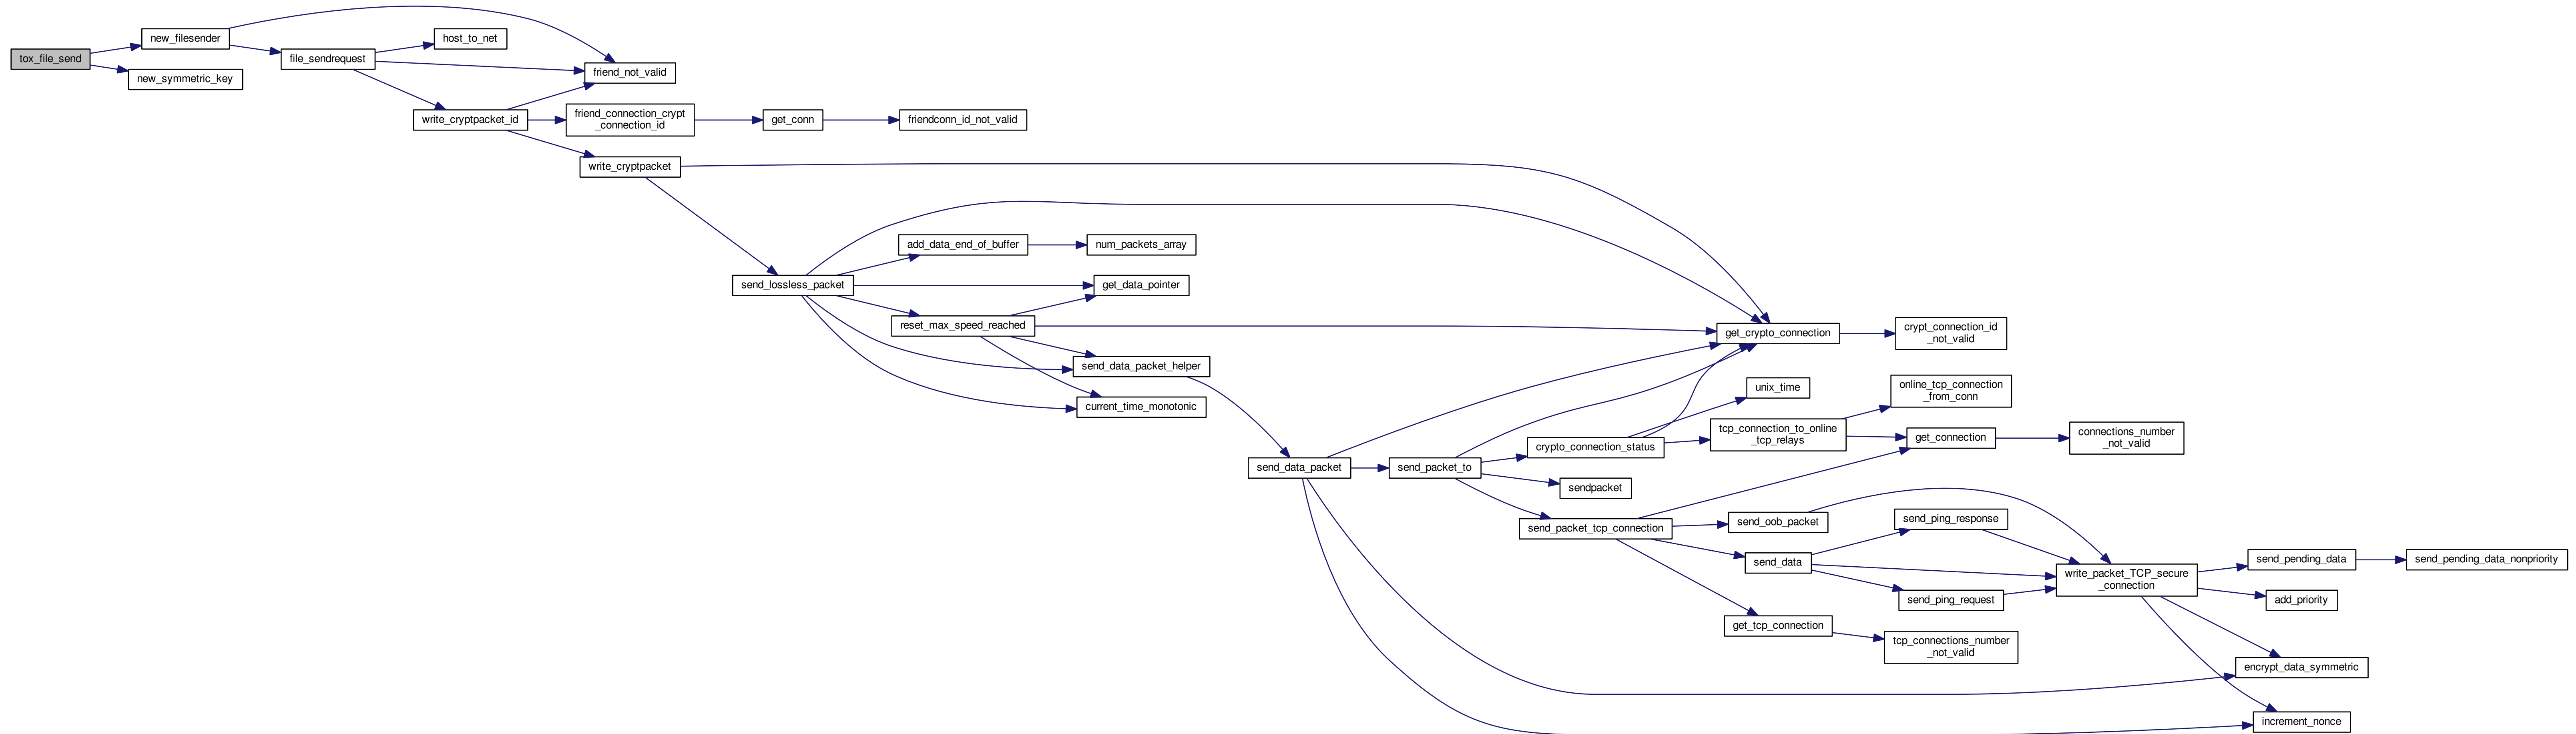 tox_file_send
new_filesender
new_symmetric_key
file_sendrequest
host_to_net
friend_not_valid
write_cryptpacket_id
friend_connection_crypt
_connection_id
get_conn
friendconn_id_not_valid
write_cryptpacket
send_lossless_packet
add_data_end_of_buffer
num_packets_array
get_data_pointer
reset_max_speed_reached
send_data_packet_helper
current_time_monotonic
get_crypto_connection
crypt_connection_id
_not_valid
send_data_packet
send_packet_to
crypto_connection_status
unix_time
tcp_connection_to_online
_tcp_relays
online_tcp_connection
_from_conn
get_connection
connections_number
_not_valid
sendpacket
send_packet_tcp_connection
send_oob_packet
send_data
send_ping_response
send_ping_request
get_tcp_connection
tcp_connections_number
_not_valid
write_packet_TCP_secure
_connection
send_pending_data
send_pending_data_nonpriority
add_priority
encrypt_data_symmetric
increment_nonce